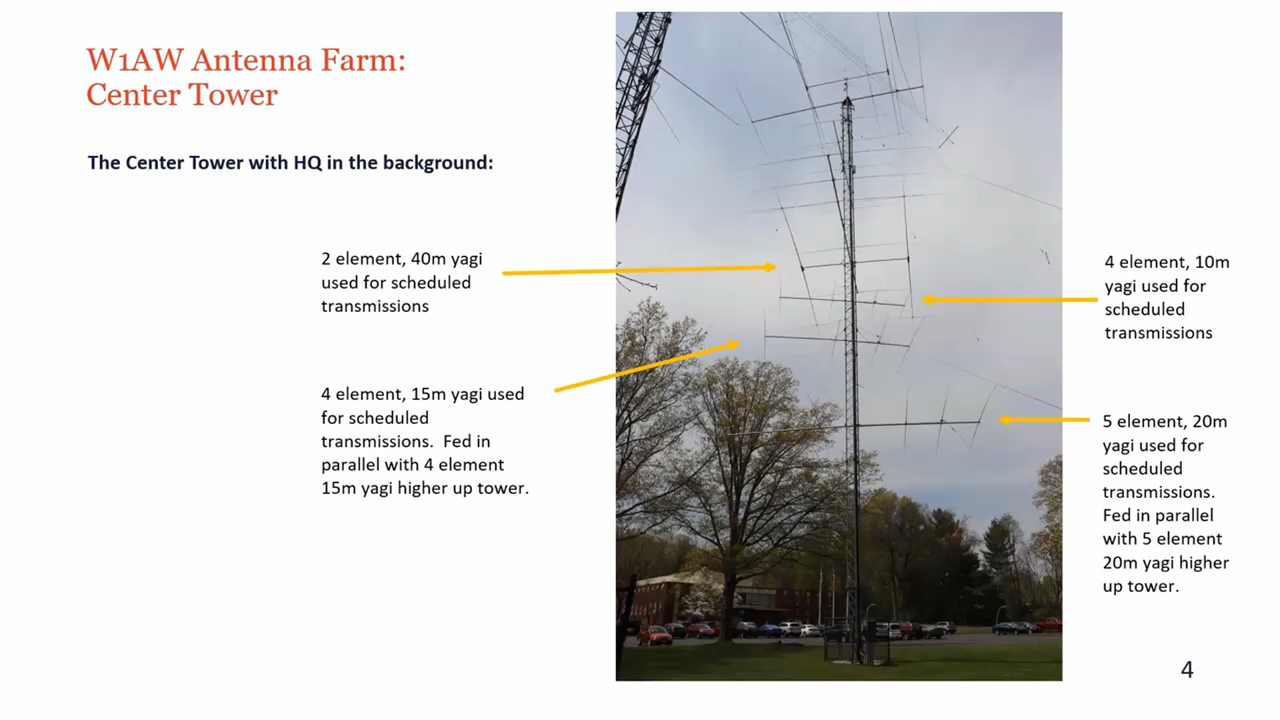 W1AW Antenna Farm:
Center Tower
The Center Tower with HQ in the background:
2 element, 40m yagi
used for scheduled
transmissions
4 element, 15m yagi used
for scheduled
transmissions. Fed in
parallel with 4 element
15m yagi higher up tower.
4 element, 10m
yagi used for
scheduled
transmissions
5 element, 20m
yagi used for
scheduled
transmissions.
Fed in parallel
with 5 element
20m yagi higher
up tower.
4